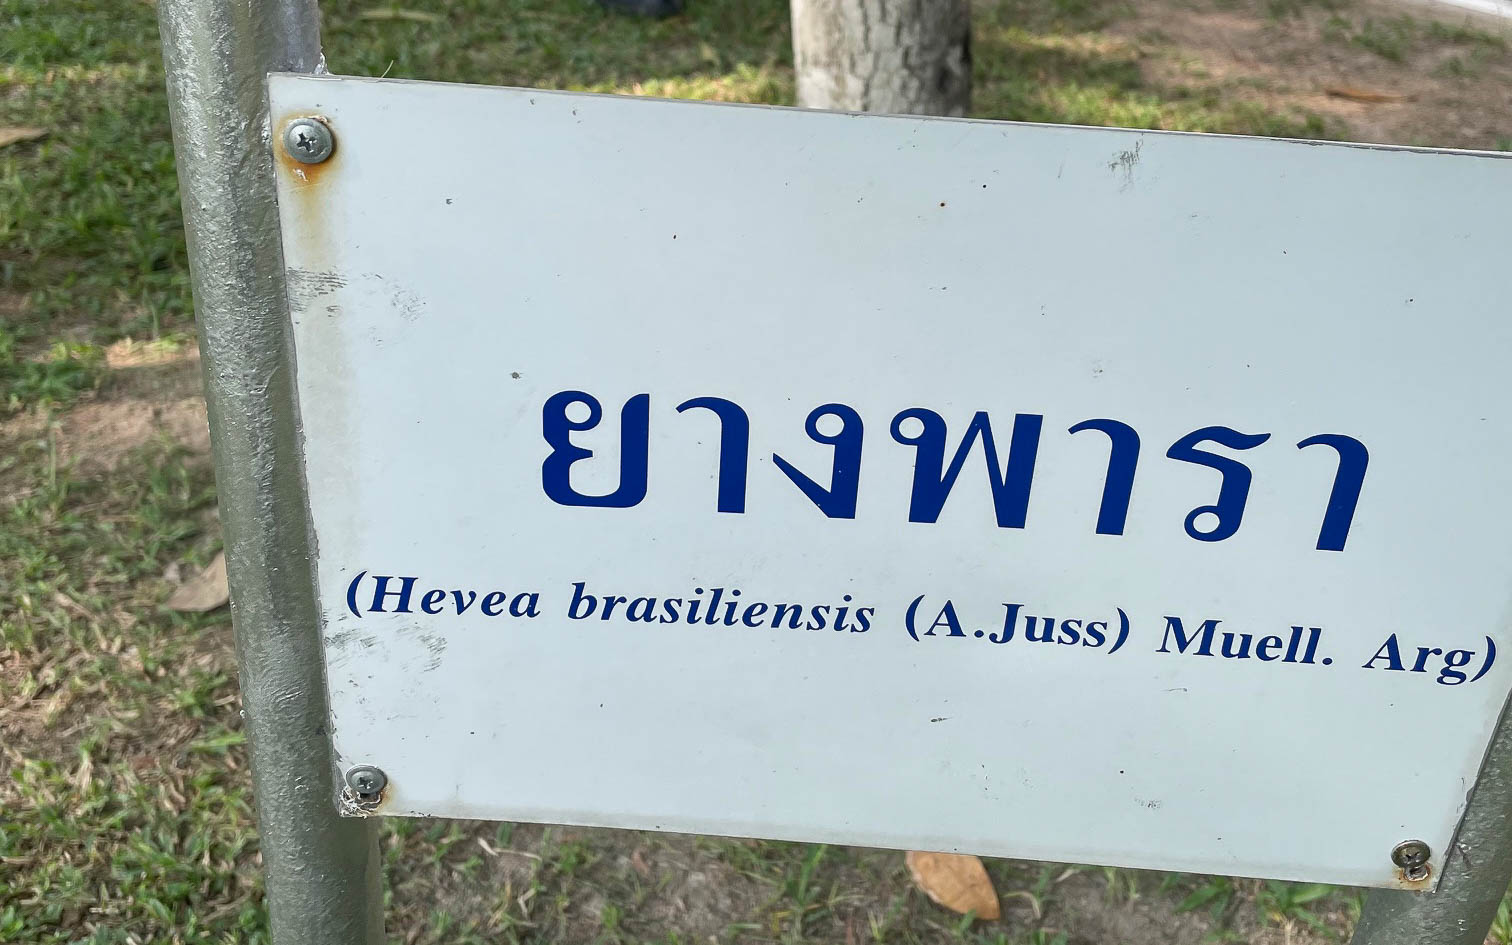 ยางพารา
(Hevea brasiliensis (A.Juss) Muell. Arg)